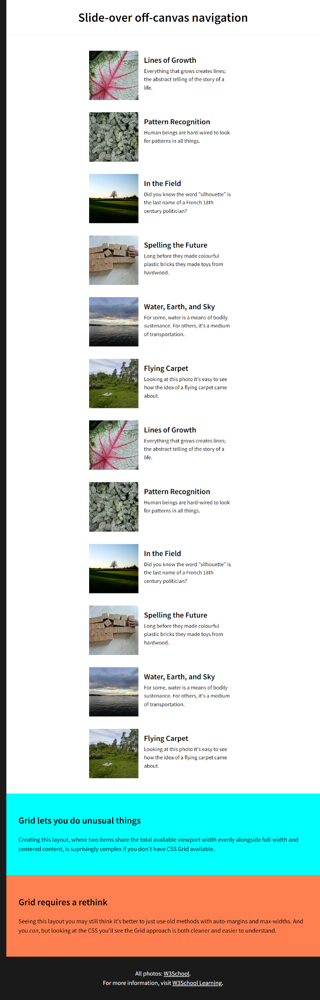 Slide-over off-canvas navigation
Lines of Growth
Everything that grows creates lines;
the abstract telling of the story of a
life.
Pattern Recognition
Human beings are hard-wired to look
for patterns in all things.
In the Field
Did you know the word "silhouette" is
the last name of a French 18th
century politician?
Spelling the Future
Long before they made colourful
plastic bricks they made toys from
hardwood.
Water, Earth, and Sky
For some, water is a means of bodily
sustenance. For others, it's a medium
of transportation.
Flying Carpet
Looking at this photo it's easy to see
how the idea of a flying carpet came
about.
Lines of Growth
Everything that grows creates lines;
the abstract telling of the story of a
life.
Pattern Recognition
Human beings are hard-wired to look
for patterns in all things.
In the Field
Did you know the word "silhouette" is
the last name of a French 18th
century politician?
Spelling the Future
Long before they made colourful
plastic bricks they made toys from
hardwood.
Water, Earth, and Sky
For some, water is a means of bodily
sustenance. For others, it's a medium
of transportation.
Flying Carpet
Looking at this photo it's easy to see
how the idea of a flying carpet came
about.
Grid lets you do unusual things
Creating this layout, where two items share the total available viewport width evenly alongside full-width and
centered content, is suprisingly complex if you don't have CSS Grid available.
Grid requires a rethink
Seeing this layout you may still think it's better to just use old methods with auto-margins and max-widths. And
you can, but looking at the CSS you'll see the Grid approach is both cleaner and easier to understand.
All photos: W3School.
For more information, visit W3School Learning.